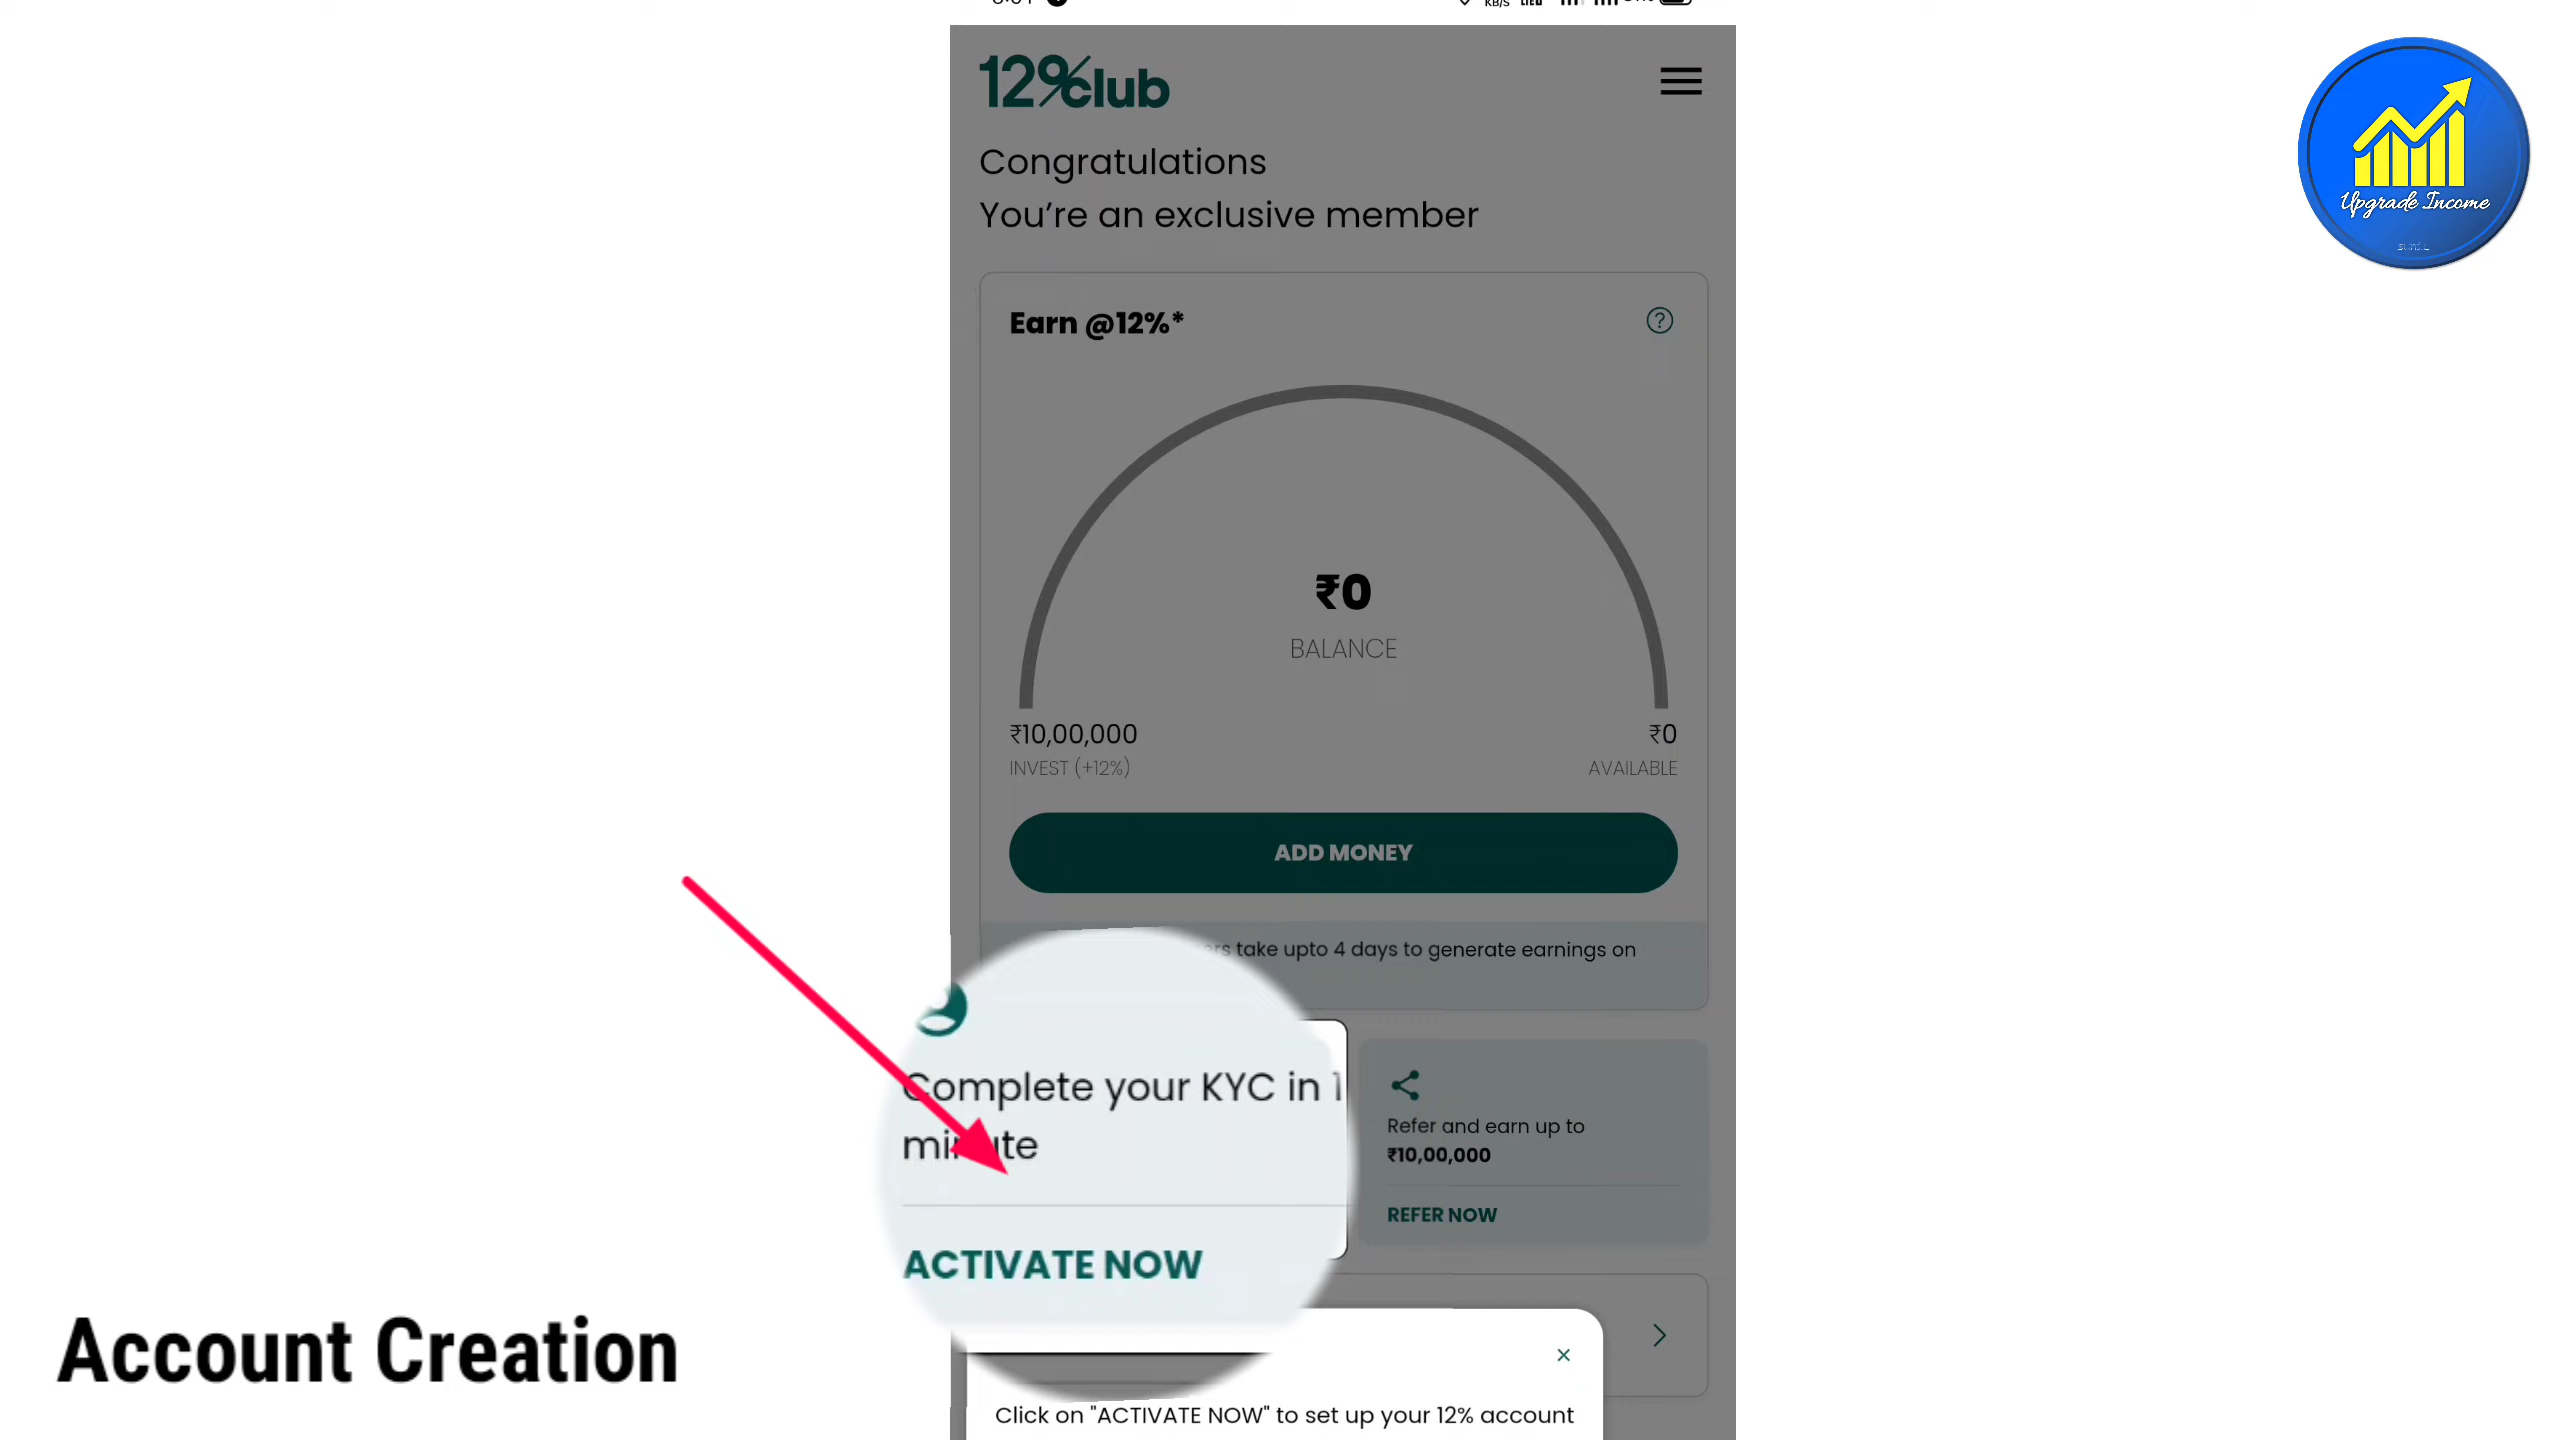 12%club
Congratulations
You're an exclusive member
Earn @12%*
₹0
BALANCE
₹10,00,000
₹0
INVEST (+12%)
AVAILABLE
ADD MONEY
take upto 4 days to generate earnings on
Complete your KYC in 1
minute
ACTIVATE NOW
Refer and earn up to
₹10,00,000
REFER NOW
Click on "ACTIVATE NOW" to set up your 12% account
Account Creation
Upgrade Income